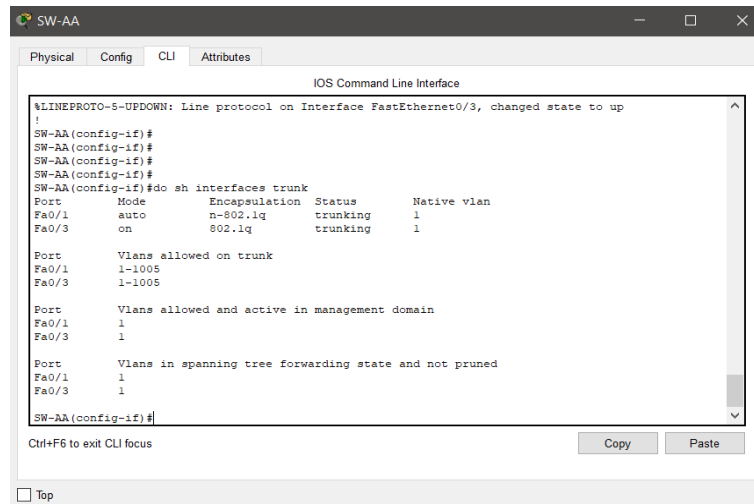 SW-AA
Physical Config CLI Attributes
IOS Command Line Interface
%LINEPROTO-5-UPDOWN: Line protocol on Interface FastEthernet0/3, changed state to up
!
SW-AA(config-if)#
SW-AA(config-if)#
SW-AA(config-if)#
SW-AA(config-if)#
SW-AA(config-if)#do sh interfaces trunk
Port Mode Encapsulation Status Native vlan
Fa0/1 auto n-802.1q trunking 1
Fa0/3 on 802.1q trunking 1
Port Vlans allowed on trunk
Fa0/1 1-1005
Fa0/3 1-1005
Port Vlans allowed and active in management domain
Fa0/1 1
Fa0/3 1
Port Vlans in spanning tree forwarding state and not pruned
Fa0/1 1
Fa0/3 1
SW-AA(config-if)#
Ctrl+F6 to exit CLI focus
Copy Paste
Top